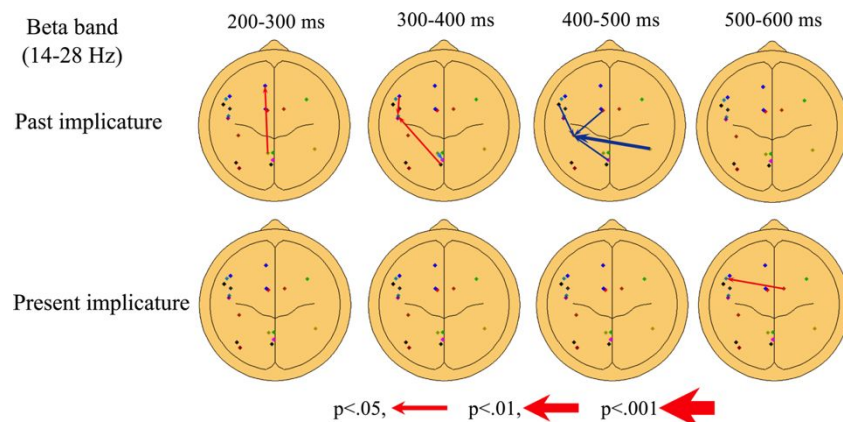 Beta band
(14-28 Hz)
200-300 ms
300-400 ms
400-500 ms
500-600 ms
Past implicature
Present implicature
p<.05,
p<.01,
p<.001